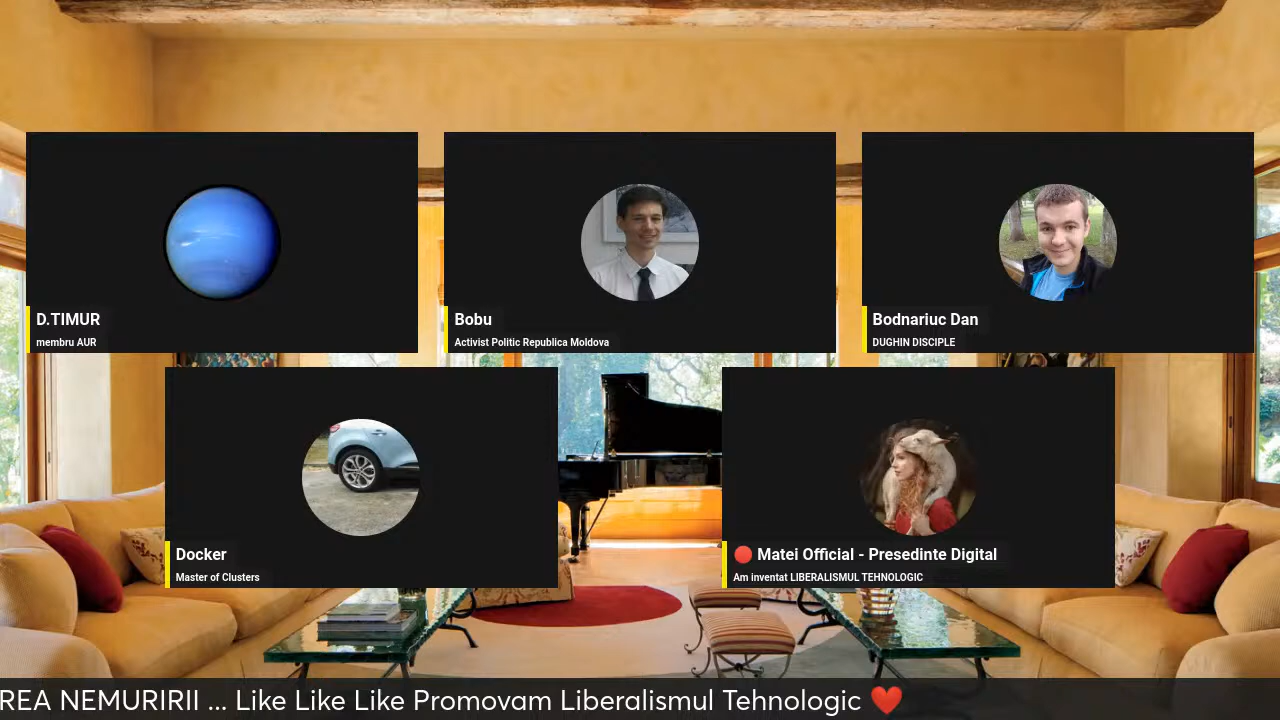 D.TIMUR
membru AUR
Bobu
Activist Politic Republica Moldova
Bodnariuc Dan
DUGHIN DISCIPLE
Docker
Master of Clusters
🔴 Matei Official - Presedinte Digital
Am inventat LIBERALISMUL TEHNOLOGIC
REA NEMURIRII ... Like Like Like Promovam Liberalismul Tehnologic ❤️